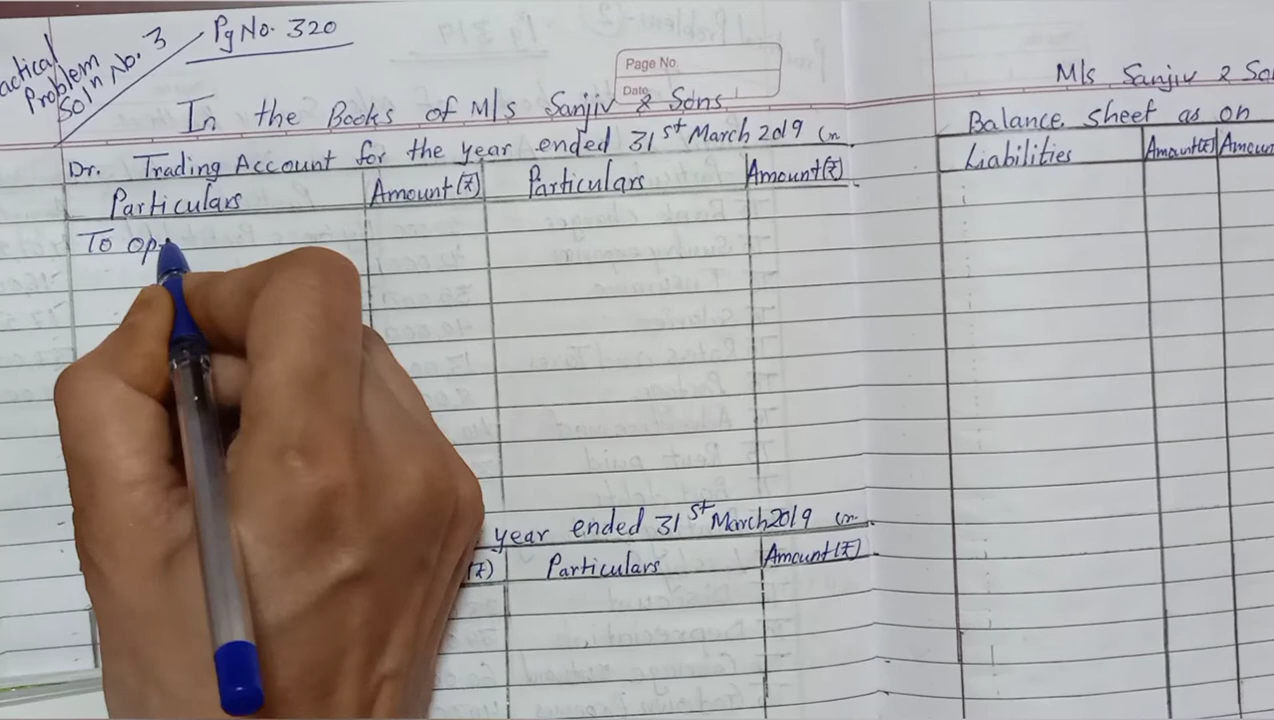 actical
Problem
Soln No. 3
Pg No. 320
Page No.
Date
In the Books of M/s Sanjiv & Sons
Dr. Trading Account for the year ended 31st March 2019 Cr.
Particulars Amount(₹) Particulars Amount(₹)
To op
year ended 31st March 2019 Cr.
(₹) Particulars Amount(₹)
M/s Sanjiv & So
Balance sheet as on
Liabilities Amount(₹) Amoun